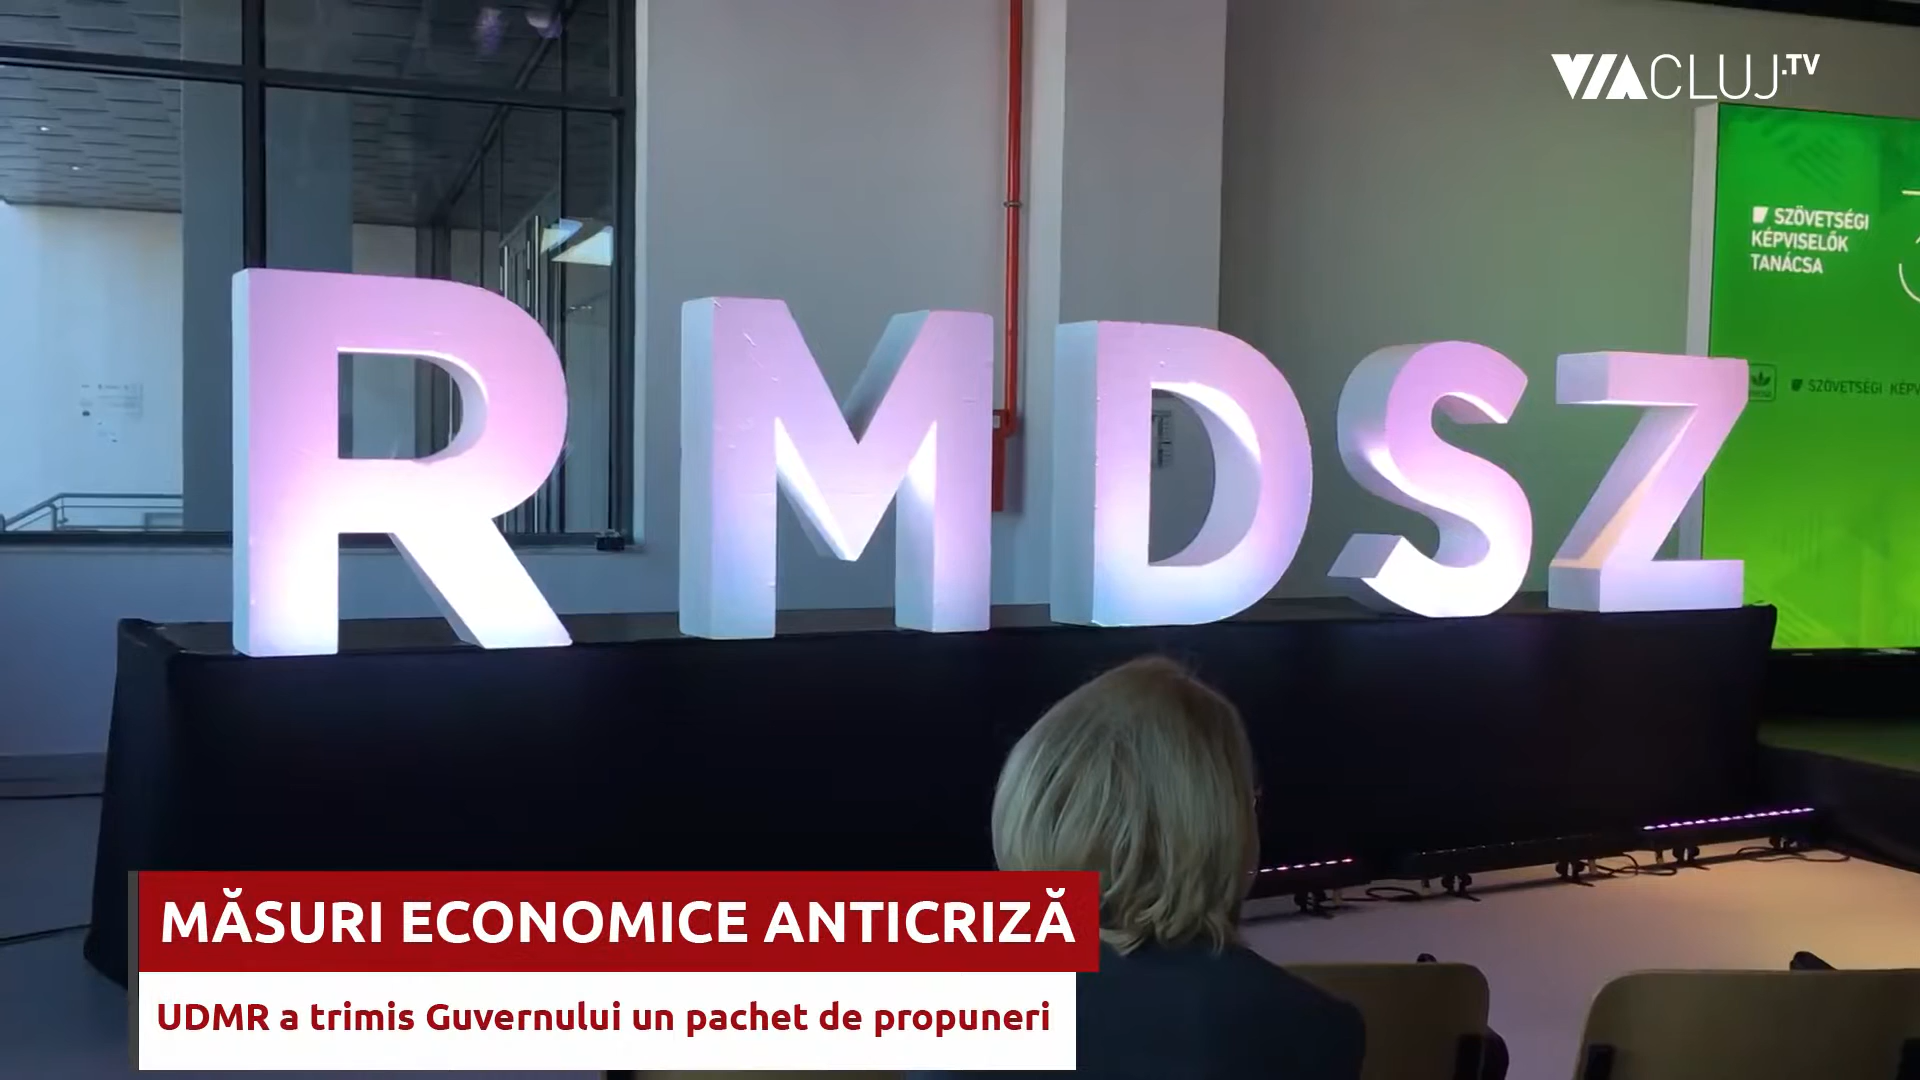 VIACLUJ.TV
SZÖVETSÉGI
KÉPVISELŐK
TANÁCSA
SZÖVETSÉGI
RMDSZ
MĂSURI ECONOMICE ANTICRIZĂ
UDMR a trimis Guvernului un pachet de propuneri